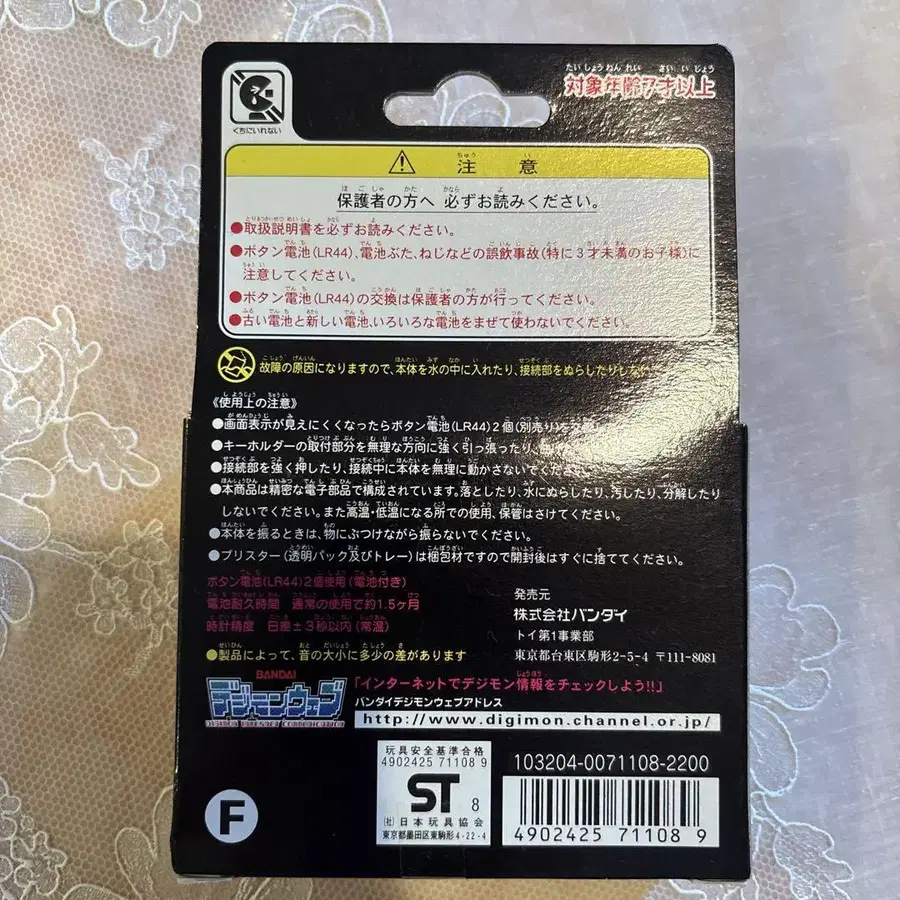 対象年齢7才以上
くちにいれない
注意
保護者の方へ 必ずお読みください。
●取扱説明書を必ずお読みください。
●ボタン電池(LR44)、電池ぶた、ねじなどの誤飲事故(特に3才未満のお子様)に
注意してください。
●ボタン電池(LR44)の交換は保護者の方が行ってください。
●古い電池と新しい電池、いろいろな電池をまぜて使わないでください。
故障の原因になりますので、本体を水の中に入れたり、接続部をぬらしたりしない
《使用上の注意》
●画面表示が見えにくくなったらボタン電池(LR44)2個(別売り)を交
●キーホルダーの取付部分を無理な方向に強く引っ張ったり、
●接続部を強く押したり、接続中に本体を無理に動かさないでください。
●本商品は精密な電子部品で構成されています。落としたり、水にぬらしたり、汚したり、分解したり
しないでください。また高温・低温になる所での使用、保管はさけてください。
●本体を振るときは、物にぶつけながら振らないでください。
●ブリスター(透明パック及びトレー)は梱包材ですので開封後はすぐに捨ててください。
ボタン電池(LR44)2個使用(電池付き)
電池耐久時間 通常の使用で約1.5ヶ月
時計精度 日差±3秒以内(常温)
●製品によって、音の大小に多少の差があります
発売元
株式会社バンダイ
トイ第1事業部
東京都台東区駒形2-5-4 〒111-8081
BANDAI
デジモンウェブ
「インターネットでデジモン情報をチェックしよう!!」
バンダイデジモンウェブアドレス
http://www.digimon.channel.or.jp/
玩具安全基準合格
4902425 71108 9
ST 8
(社)日本玩具協会
東京都墨田区東駒形4-22-4
103204-0071108-2200
4902425 711089
F